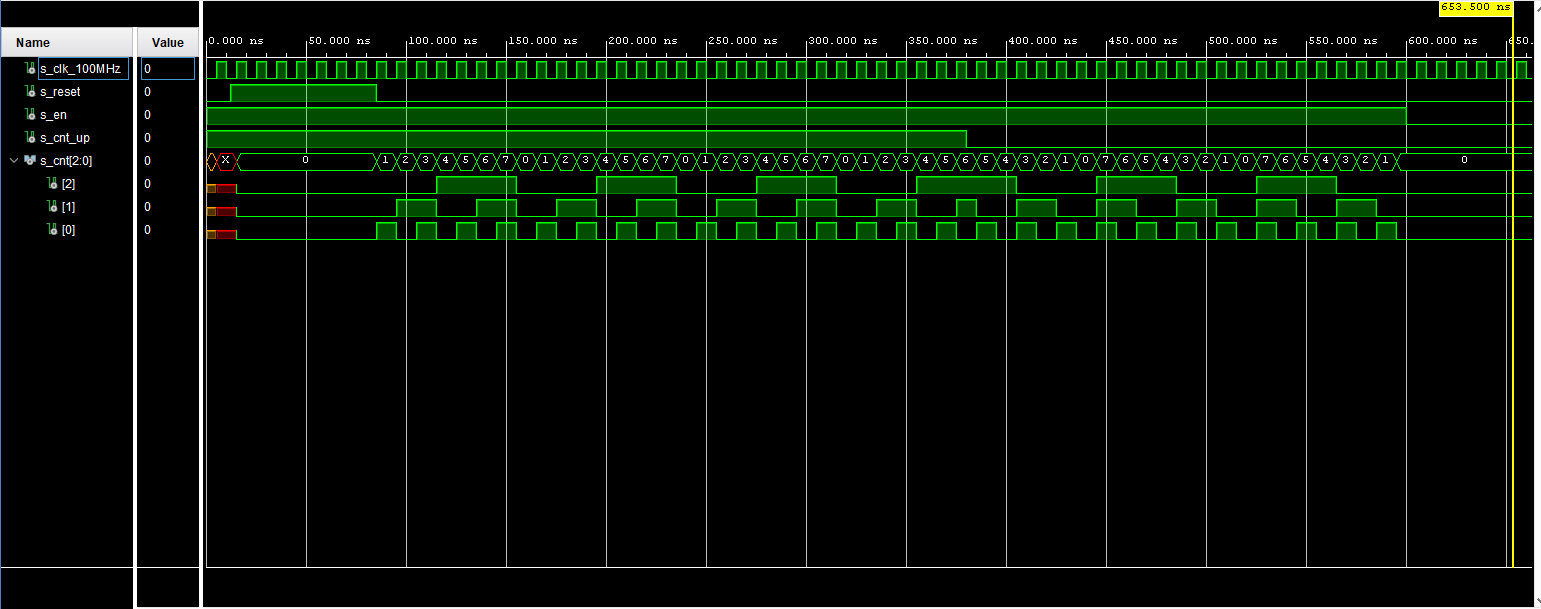 653.500 ns
Name Value
0.000 ns 50.000 ns 100.000 ns 150.000 ns 200.000 ns 250.000 ns 300.000 ns 350.000 ns 400.000 ns 450.000 ns 500.000 ns 550.000 ns 600.000 ns 650.
s_clk_100MHz 0
s_reset 0
s_en 0
s_cnt_up 0
s_cnt[2:0] 0 X 0 1 2 3 4 5 6 7 0 1 2 3 4 5 6 7 0 1 2 3 4 5 6 7 0 1 2 3 4 5 6 5 4 3 2 1 0 7 6 5 4 3 2 1 0 7 6 5 4 3 2 1 0
[2] 0
[1] 0
[0] 0